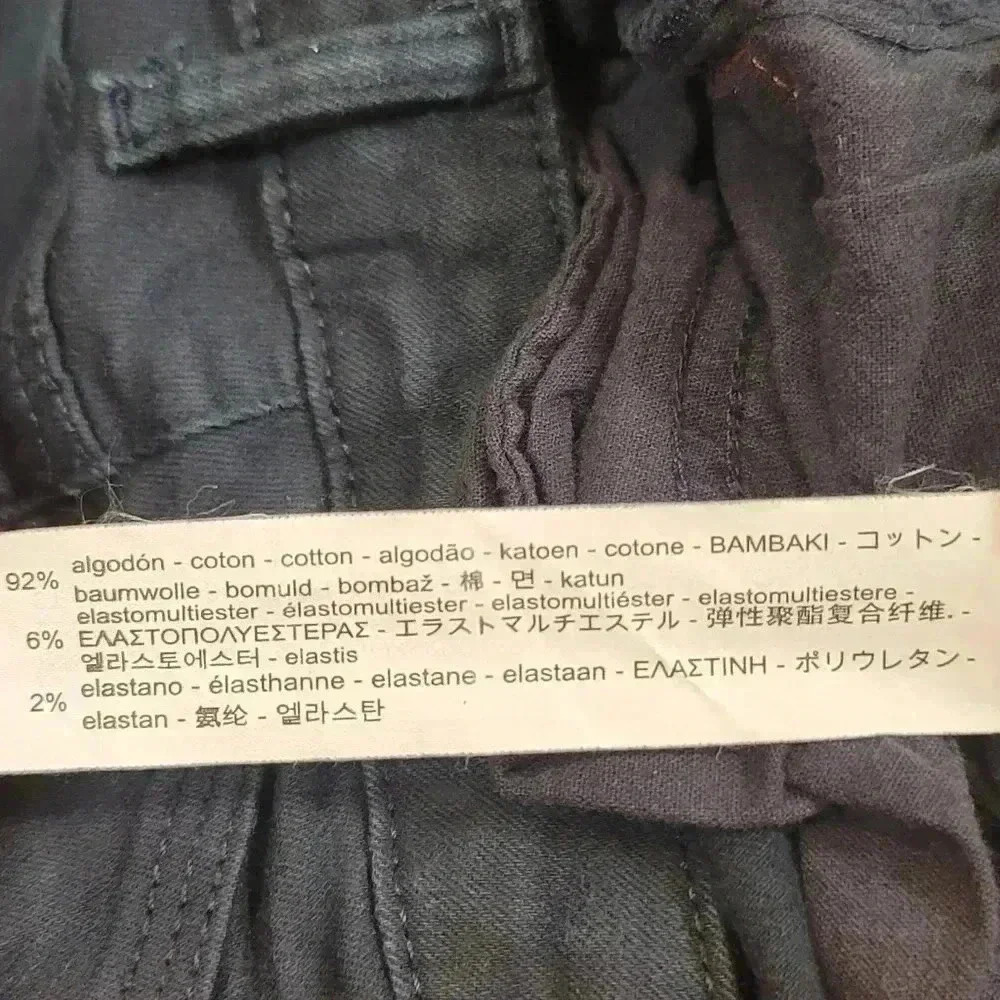 92% algodón - coton - cotton - algodão - katoen - cotone - BAMBAKI - コットン -
baumwolle - bomuld - bombaž - 棉 - 면 - katun
elastomultiester - élastomultiester - elastomultiéster - elastomultiestere -
6% ΕΛΑΣΤΟΠΟΛΥΕΣΤΕΡΑΣ - エラストマルチエステル - 弹性聚酯复合纤维. -
엘라스토에스터 - elastis
2% elastano - élasthanne - elastane - elastaan - ΕΛΑΣΤΙΝΗ - ポリウレタン -
elastan - 氨纶 - 엘라스탄